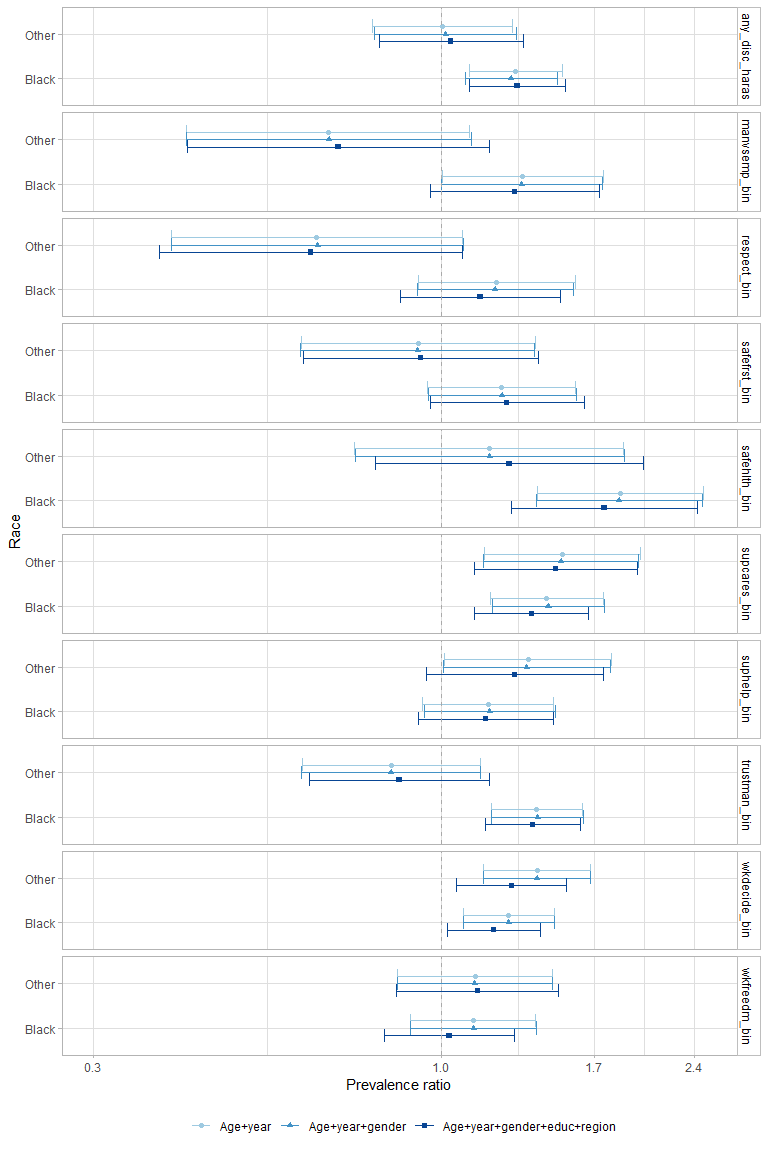 Other
Black
any_disc_haras
Other
Black
manvsemp_bin
Other
Black
respect_bin
Other
Black
safefrst_bin
Other
Black
safehlth_bin
Race
Other
Black
supcares_bin
Other
Black
suphelp_bin
Other
Black
trustman_bin
Other
Black
wkdecide_bin
Other
Black
wkfreedm_bin
0.3 1.0 1.7 2.4
Prevalence ratio
Age+year Age+year+gender Age+year+gender+educ+region